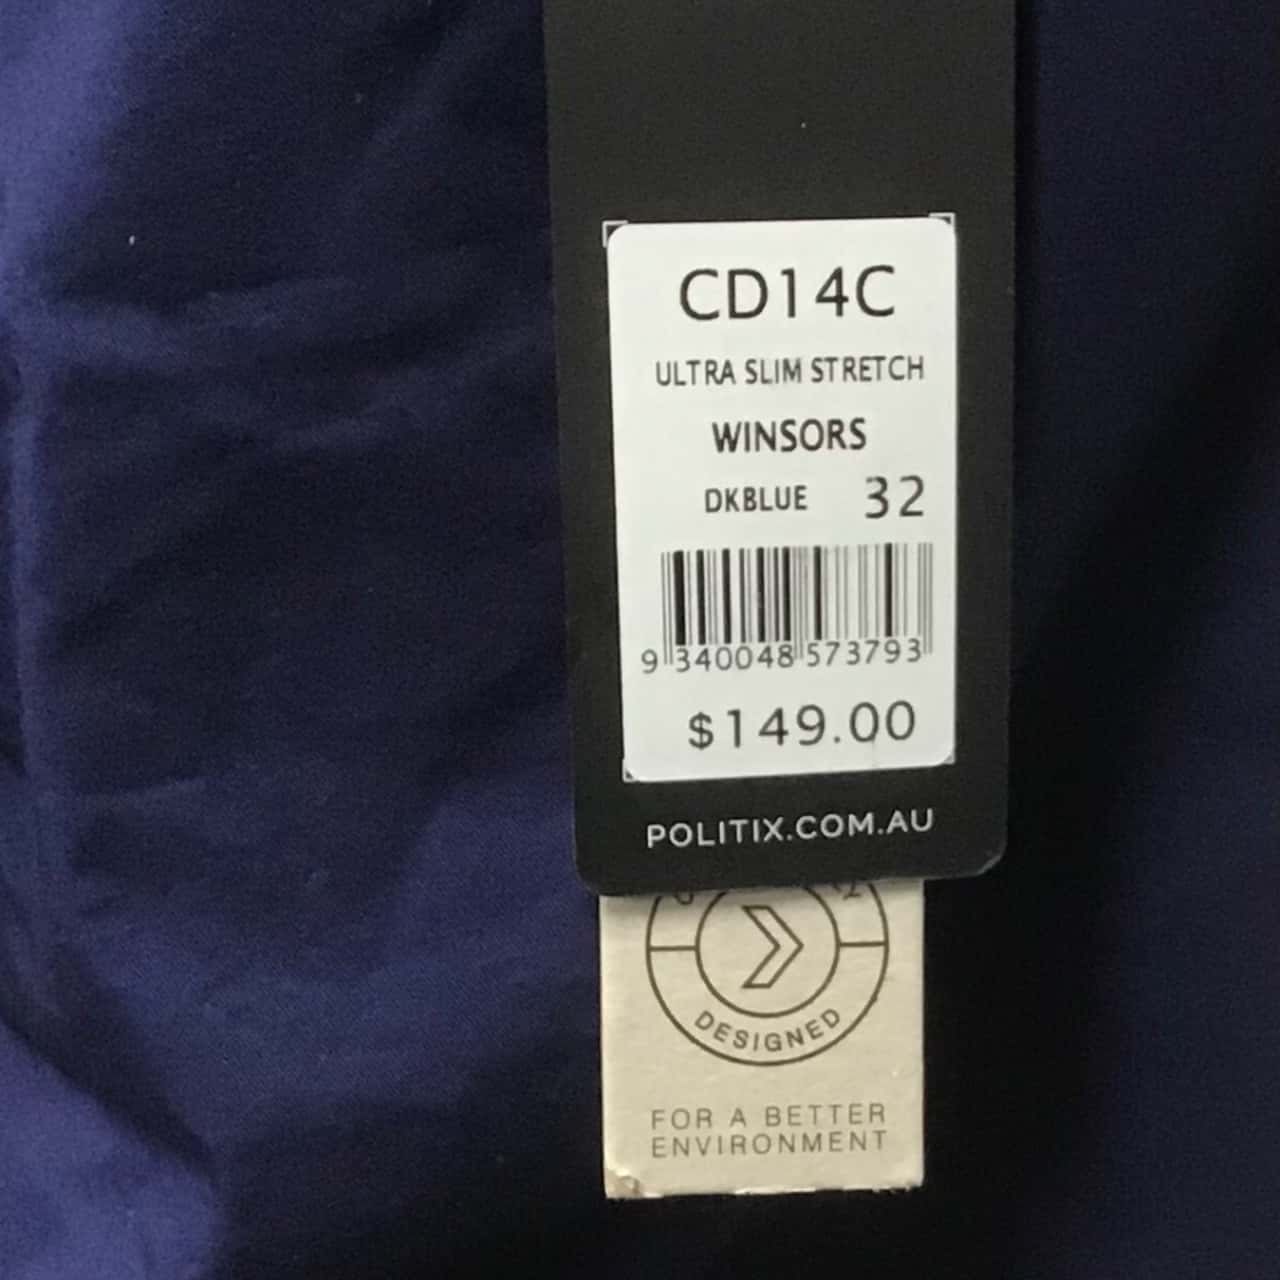 CD14C
ULTRA SLIM STRETCH
WINSORS
DKBLUE 32
9 340048 573793
$149.00
POLITIX.COM.AU
DESIGNED
FOR A BETTER
ENVIRONMENT